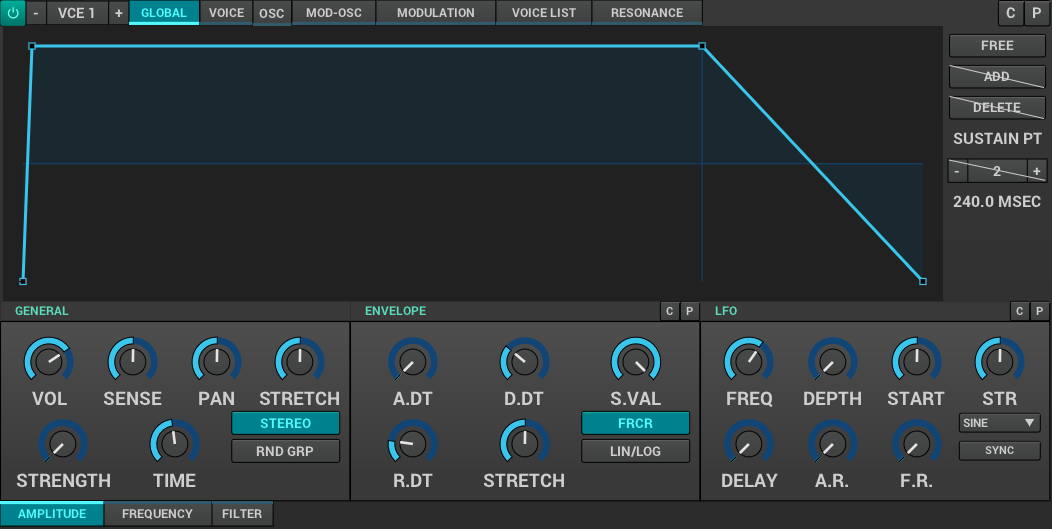 - VCE 1 + GLOBAL VOICE OSC MOD-OSC MODULATION VOICE LIST RESONANCE C P
FREE
ADD
DELETE
SUSTAIN PT
- 2 +
240.0 MSEC
GENERAL ENVELOPE C P LFO C P
VOL SENSE PAN STRETCH A.DT D.DT S.VAL FREQ DEPTH START STR
STEREO FRCR SINE
RND GRP LIN/LOG SYNC
STRENGTH TIME R.DT STRETCH DELAY A.R. F.R.
AMPLITUDE FREQUENCY FILTER